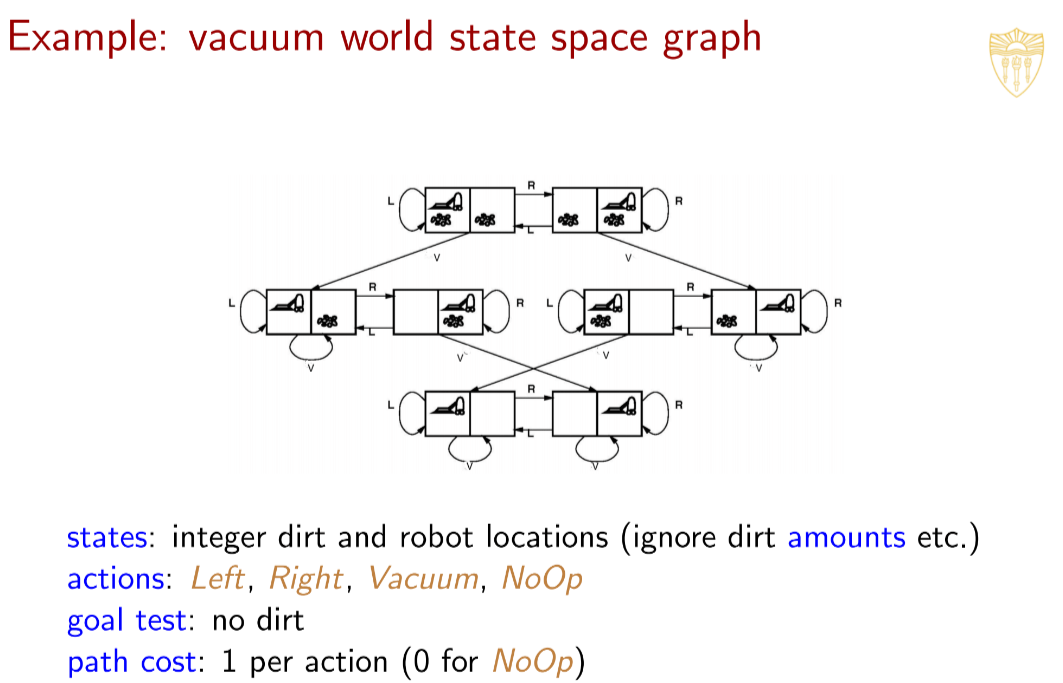 Example: vacuum world state space graph
R
L
R
L
V
V
R
R
L
R
L
R
L
L
V
V
V
V
R
L
R
L
V
V
states: integer dirt and robot locations (ignore dirt amounts etc.)
actions: Left, Right, Vacuum, NoOp
goal test: no dirt
path cost: 1 per action (0 for NoOp)